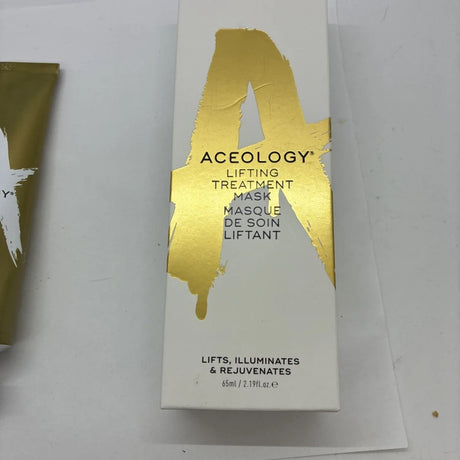 ACEOLOGY®
LIFTING
TREATMENT
MASK
MASQUE
DE SOIN
LIFTANT
LIFTS, ILLUMINATES
& REJUVENATES
65ml / 2.19fl.oz.℮